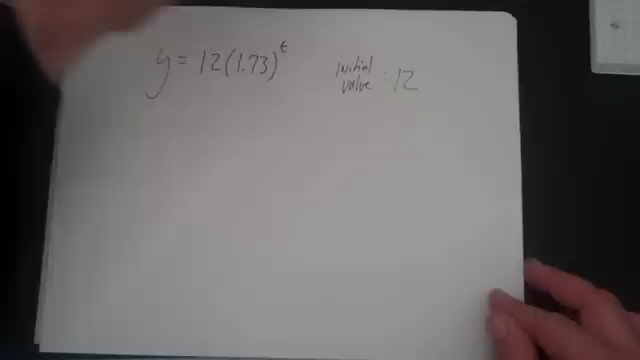 y = 12(1.73)^t
initial value : 12